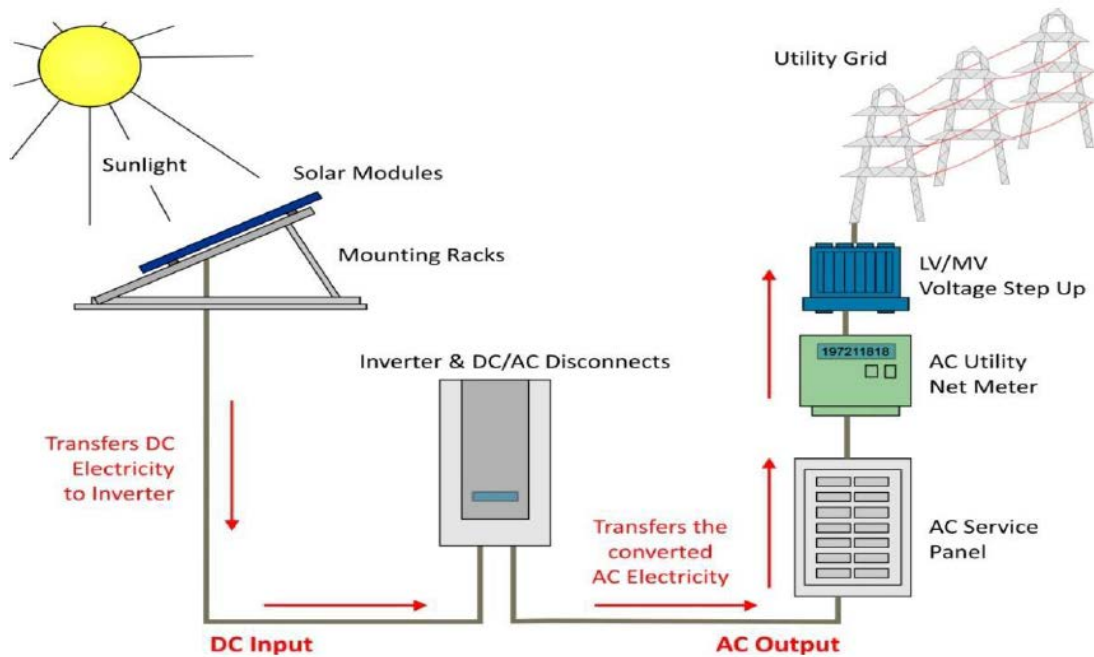 Sunlight
Solar Modules
Mounting Racks
Utility Grid
LV/MV
Voltage Step Up
197211818
AC Utility
Net Meter
Inverter & DC/AC Disconnects
Transfers DC
Electricity
to Inverter
Transfers the
converted
AC Electricity
AC Service
Panel
DC Input
AC Output